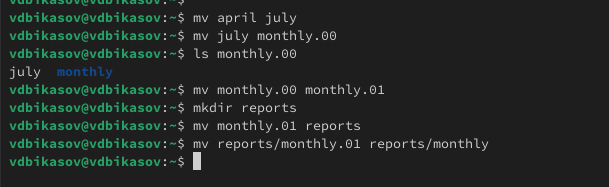 vdbikasov@vdbikasov:~$ mv april july
vdbikasov@vdbikasov:~$ mv july monthly.00
vdbikasov@vdbikasov:~$ ls monthly.00
july  monthly
vdbikasov@vdbikasov:~$ mv monthly.00 monthly.01
vdbikasov@vdbikasov:~$ mkdir reports
vdbikasov@vdbikasov:~$ mv monthly.01 reports
vdbikasov@vdbikasov:~$ mv reports/monthly.01 reports/monthly
vdbikasov@vdbikasov:~$